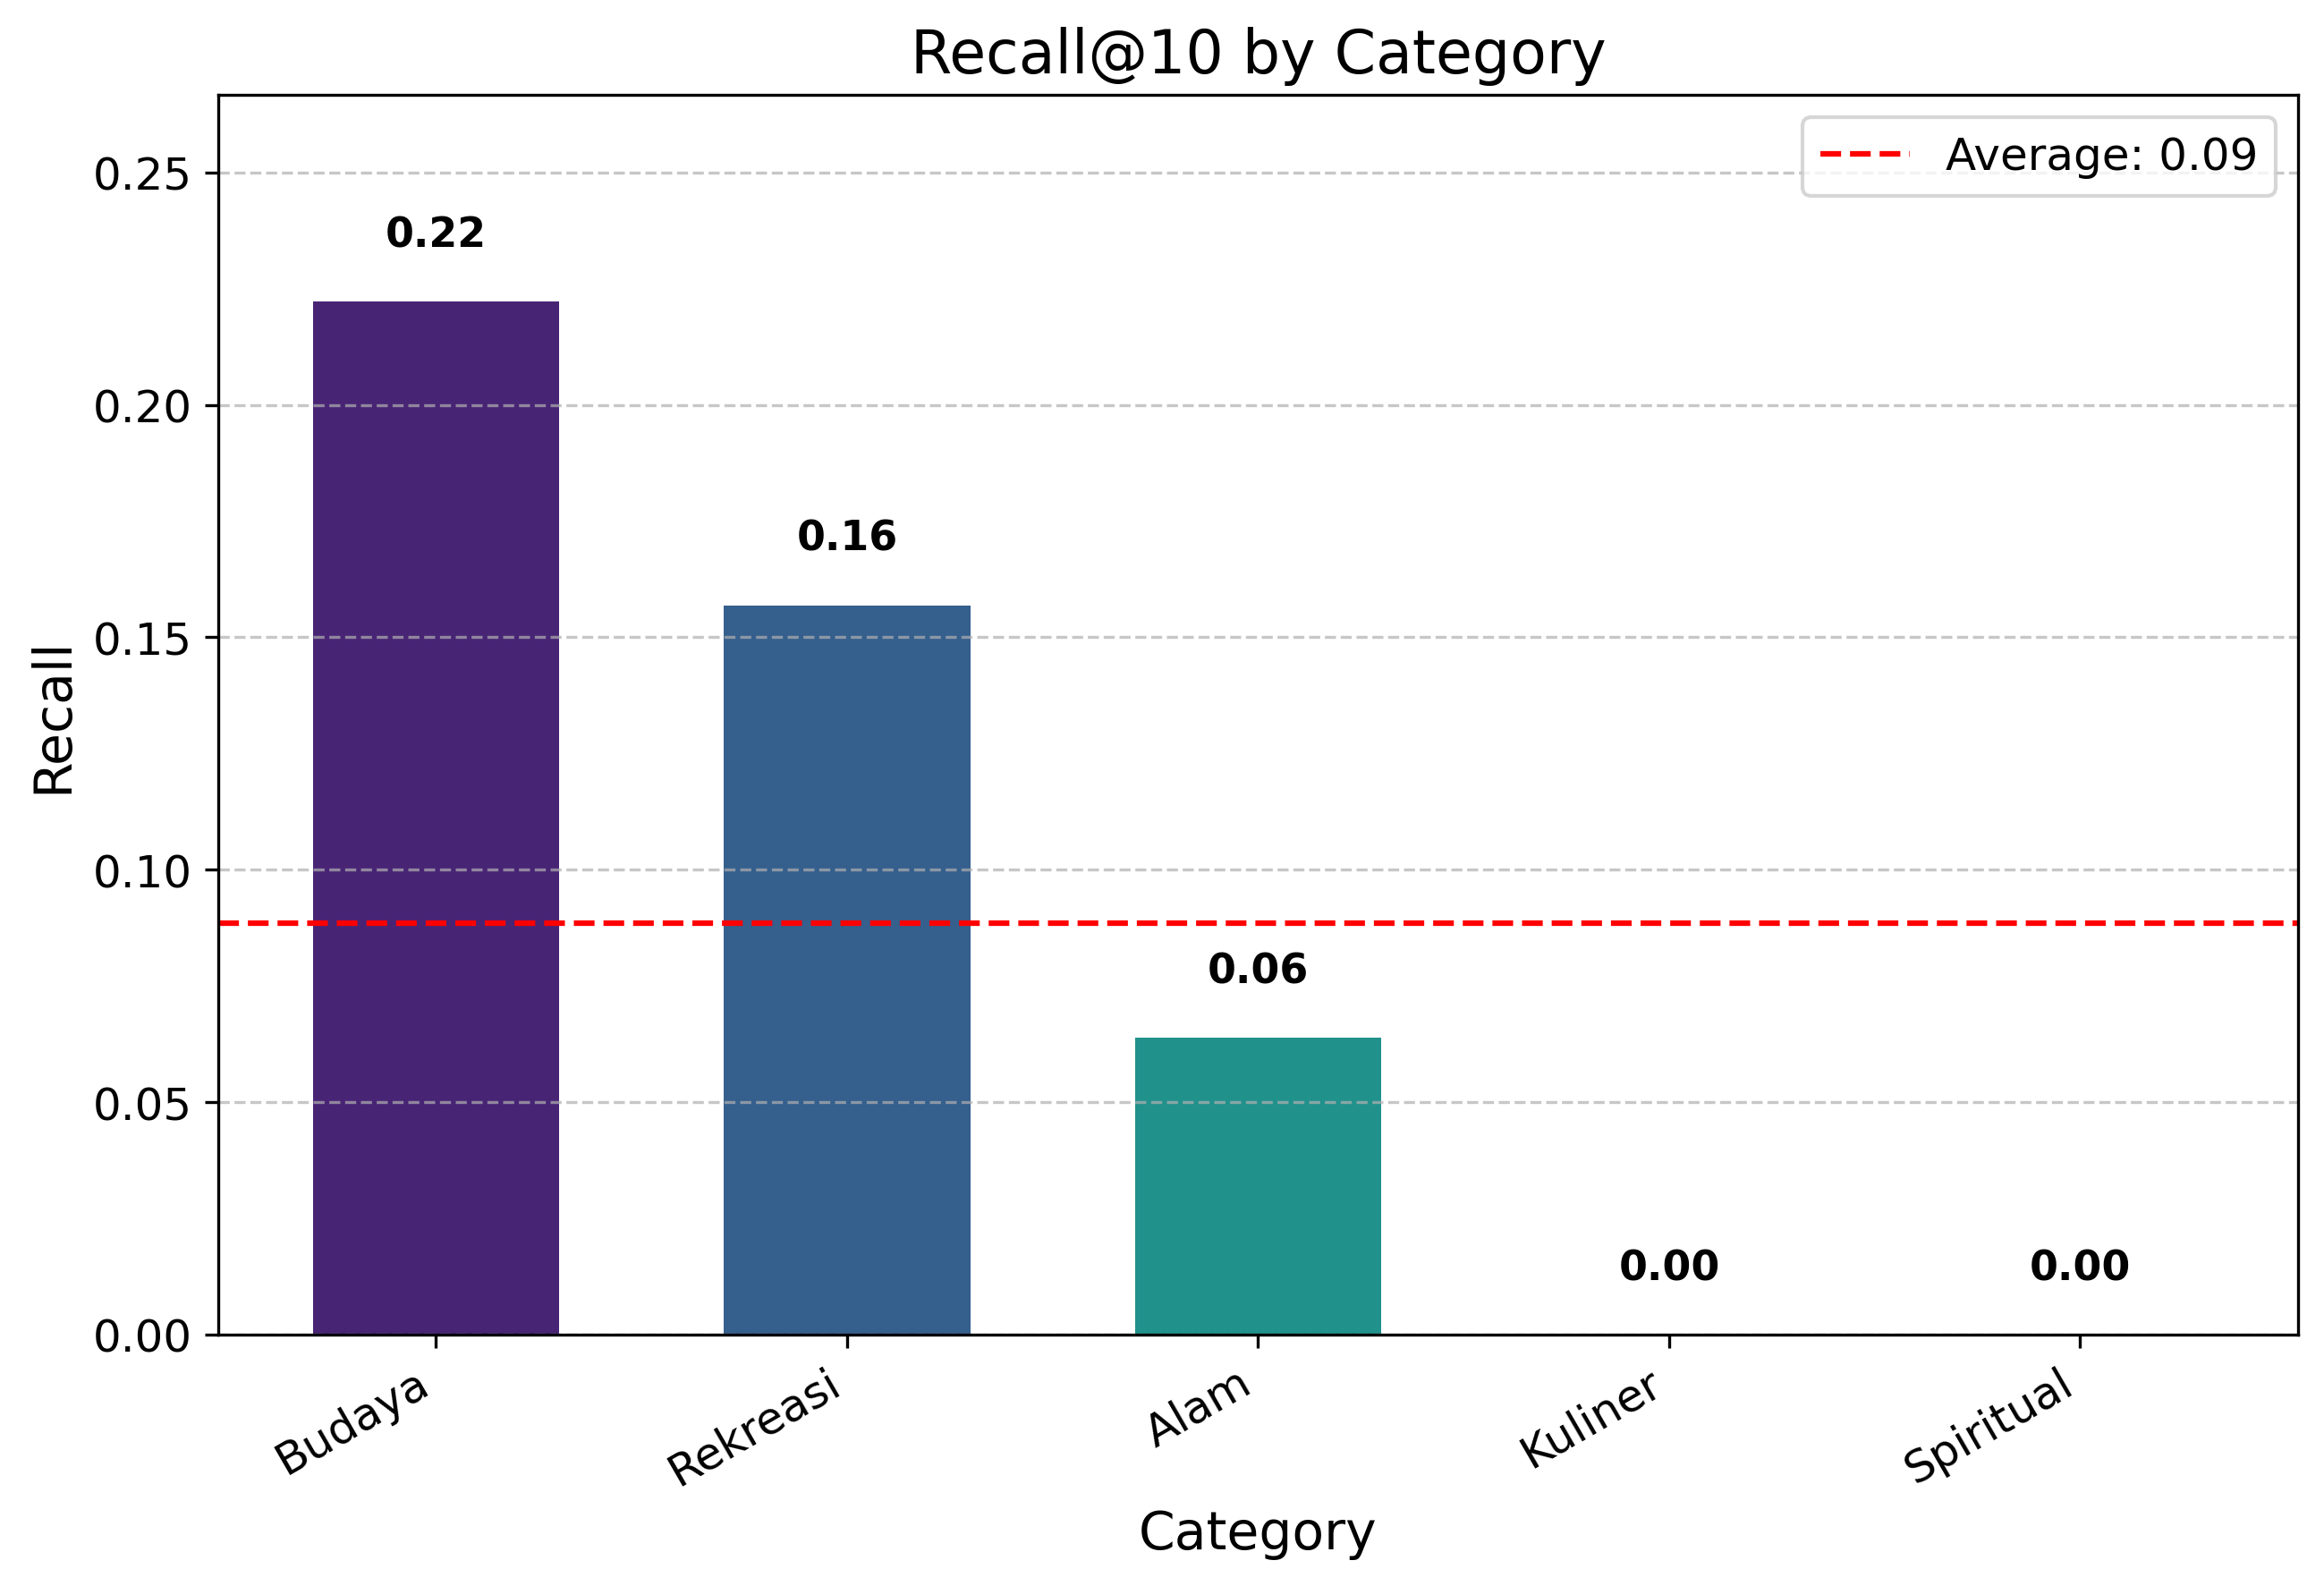 Recall@10 by Category
Average: 0.09
Recall
0.25
0.20
0.15
0.10
0.05
0.00
0.22
0.16
0.06
0.00
0.00
Budaya
Rekreasi
Alam
Kuliner
Spiritual
Category